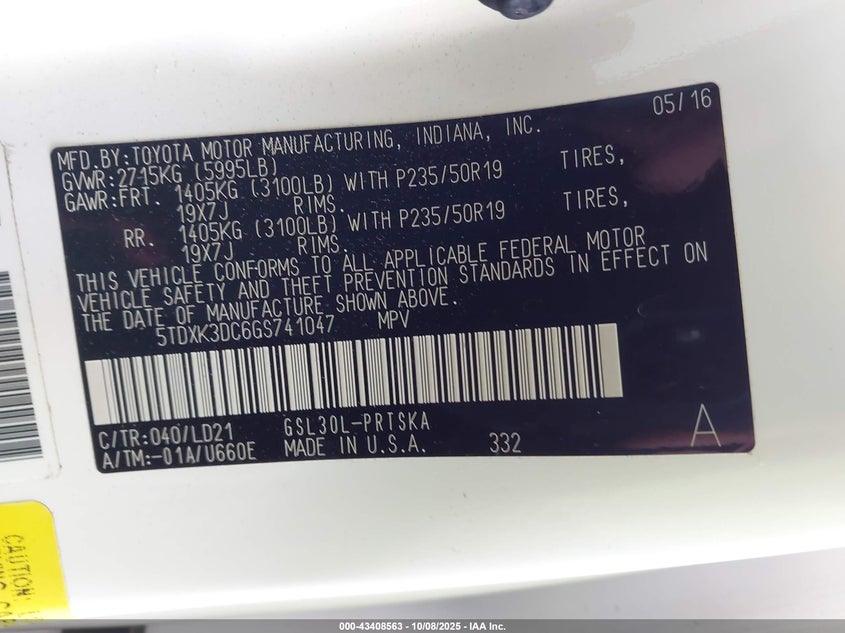 05/16
MFD.BY:TOYOTA MOTOR MANUFACTURING, INDIANA, INC.
GVWR:2715KG (5995LB)
GAWR:FRT. 1405KG (3100LB) WITH P235/50R19 TIRES,
19X7J RIMS.
RR. 1405KG (3100LB) WITH P235/50R19 TIRES,
19X7J RIMS.
THIS VEHICLE CONFORMS TO ALL APPLICABLE FEDERAL MOTOR
VEHICLE SAFETY AND THEFT PREVENTION STANDARDS IN EFFECT ON
THE DATE OF MANUFACTURE SHOWN ABOVE.
5TDXK3DC6GS741047 MPV
C/TR:040/LD21 GSL30L-PRTSKA
A/TM:-01A/U660E MADE IN U.S.A. 332 A
CAUTION:
000-43408563 - 10/08/2025 - IAA Inc.